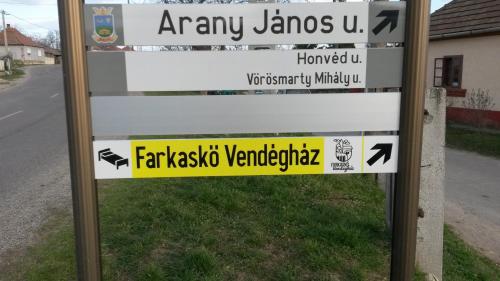 Arany János u.
Honvéd u.
Vörösmarty Mihály u.
Farkaskö Vendégház